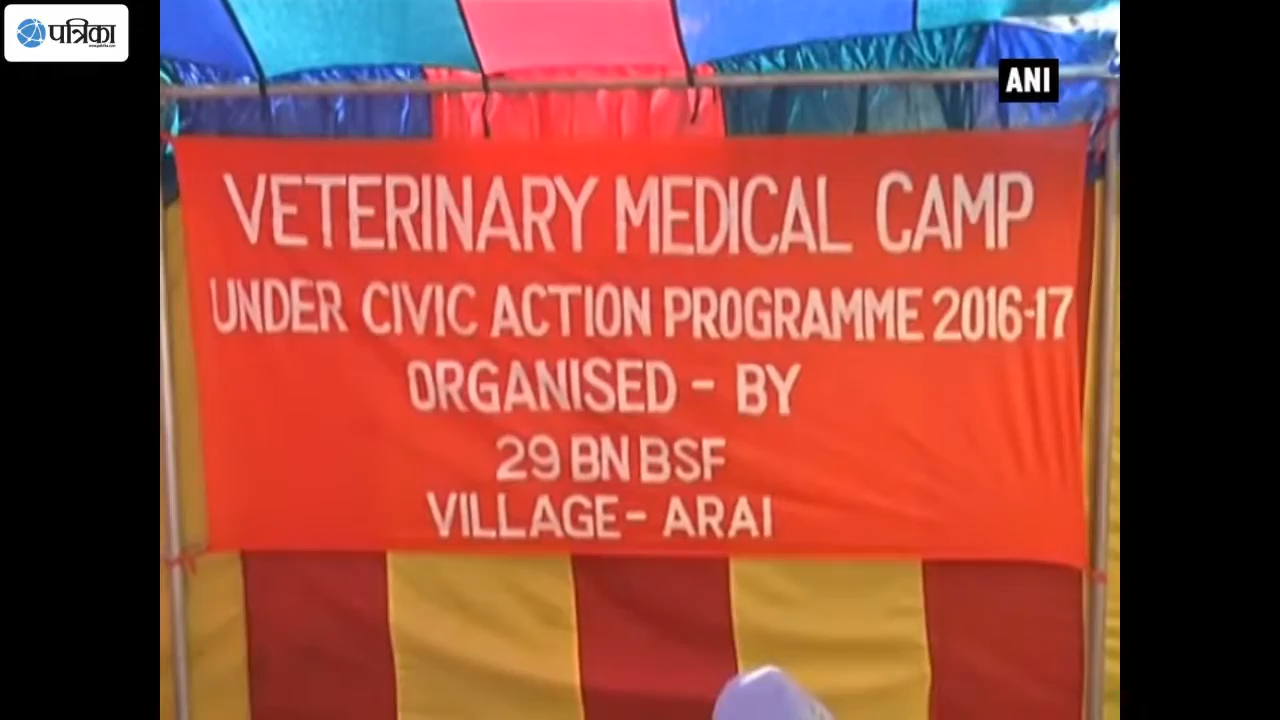 पत्रिका
ANI
VETERINARY MEDICAL CAMP
UNDER CIVIC ACTION PROGRAMME 2016-17
ORGANISED - BY
29 BN BSF
VILLAGE - ARAI